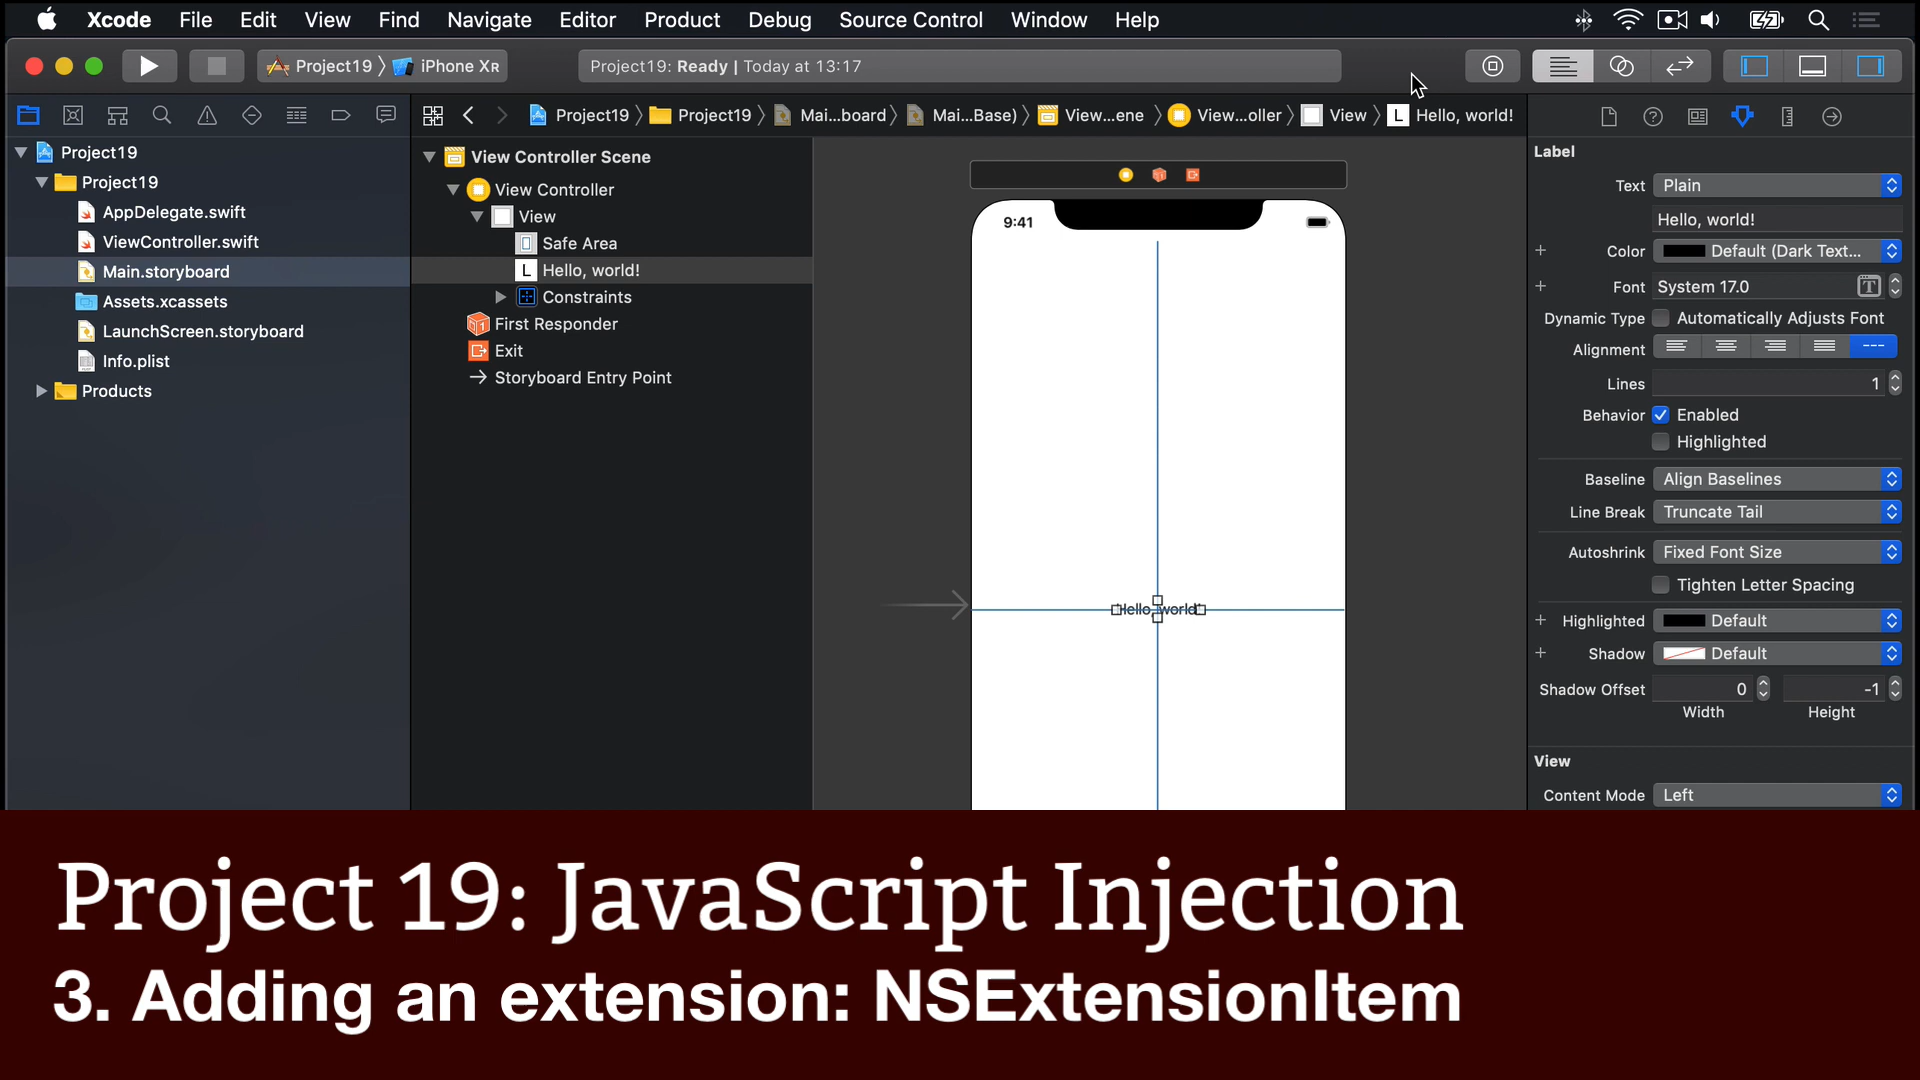 Xcode File Edit View Find Navigate Editor Product Debug Source Control Window Help
Project19 iPhone XR
Project19: Ready | Today at 13:17
Project19 Project19 Mai...board Mai...Base) View...ene View...oller View L Hello, world!
Project19
Project19
AppDelegate.swift
ViewController.swift
Main.storyboard
Assets.xcassets
LaunchScreen.storyboard
Info.plist
Products
View Controller Scene
View Controller
View
Safe Area
L Hello, world!
Constraints
First Responder
Exit
Storyboard Entry Point
9:41
Hello, world!
Label
Text Plain
Hello, world!
Color Default (Dark Text...
Font System 17.0
Dynamic Type Automatically Adjusts Font
Alignment
Lines 1
Behavior Enabled
Highlighted
Baseline Align Baselines
Line Break Truncate Tail
Autoshrink Fixed Font Size
Tighten Letter Spacing
Highlighted Default
Shadow Default
Shadow Offset 0 -1
Width Height
View
Content Mode Left
Project 19: JavaScript Injection
3. Adding an extension: NSExtensionItem